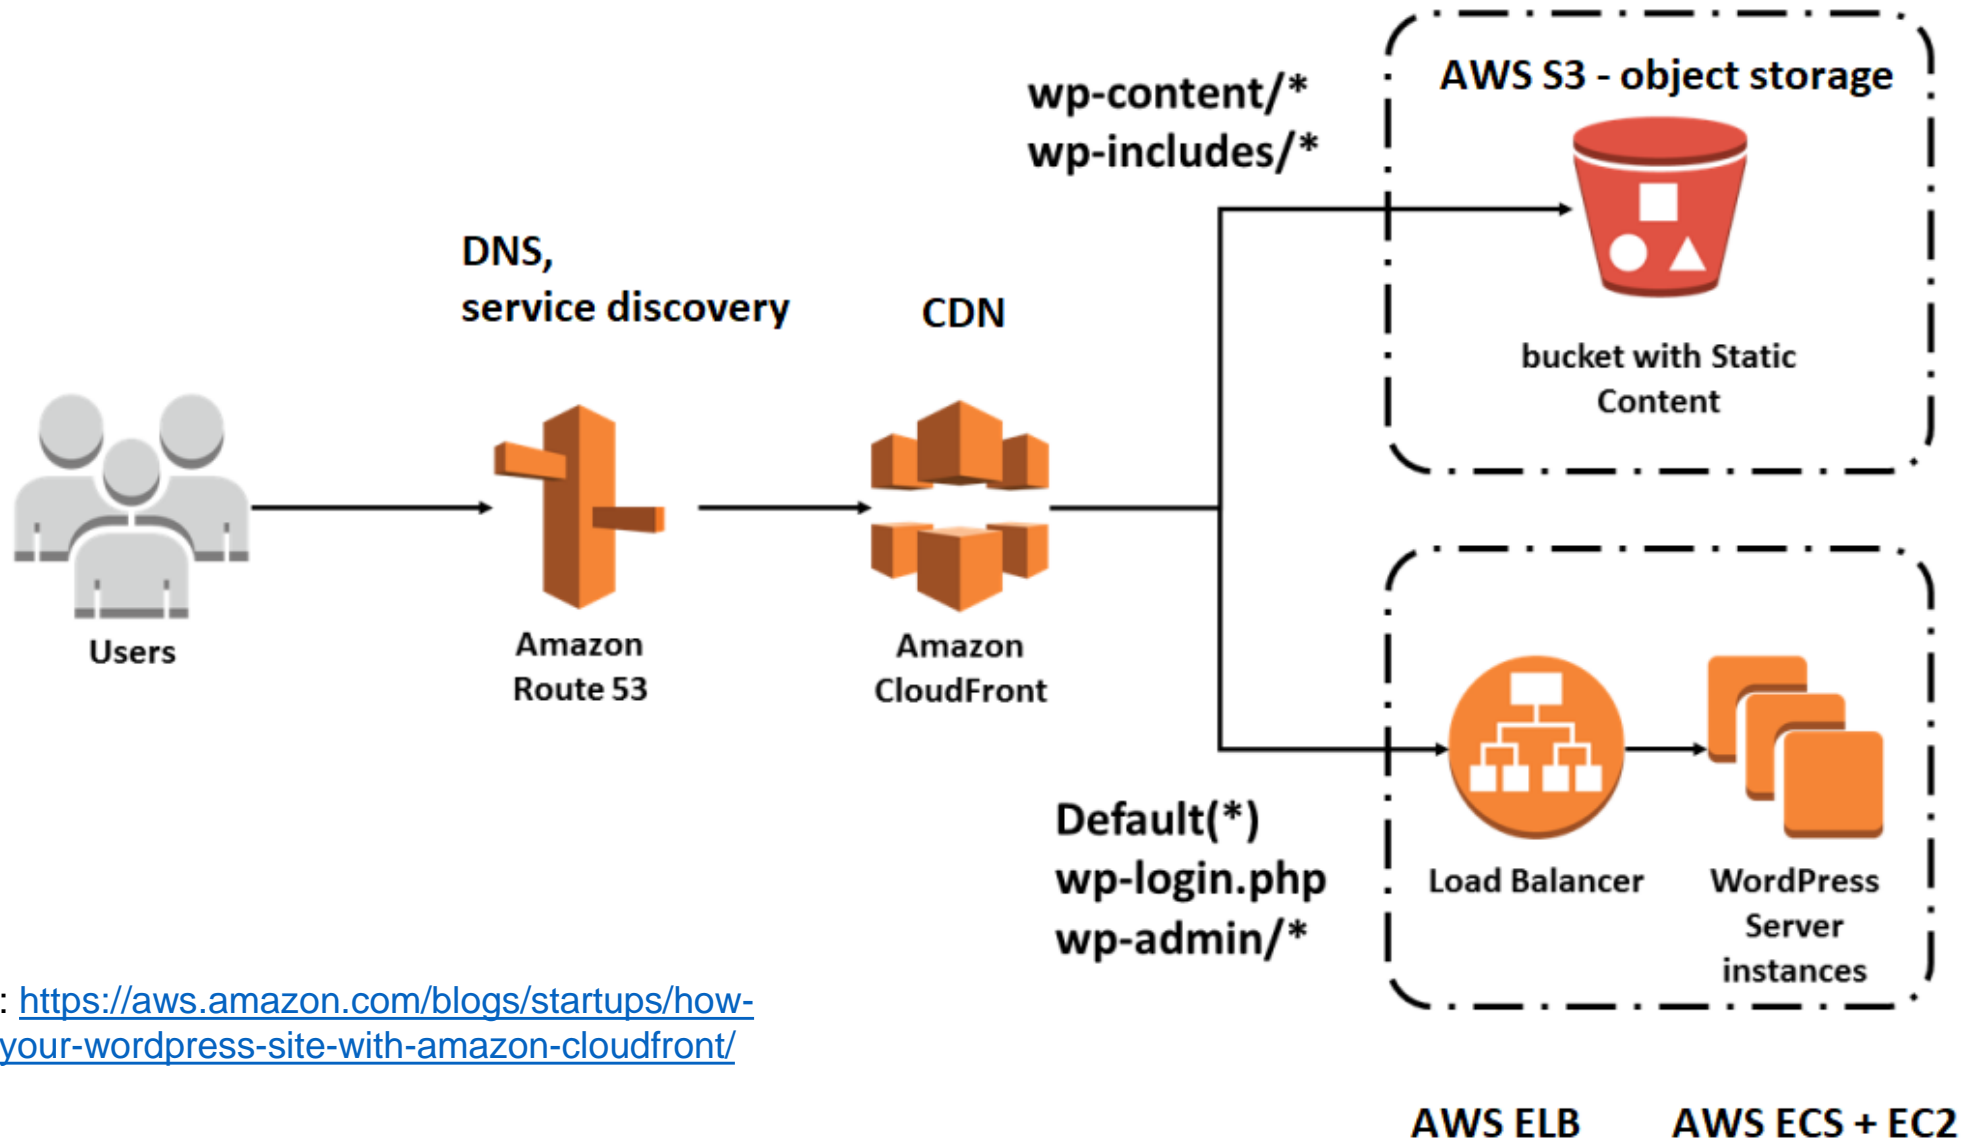 wp-content/*
wp-includes/*
AWS S3 - object storage
bucket with Static
Content
DNS,
service discovery
CDN
Users
Amazon
Route 53
Amazon
CloudFront
Default(*)
wp-login.php
wp-admin/*
Load Balancer
WordPress
Server
instances
: https://aws.amazon.com/blogs/startups/how-
your-wordpress-site-with-amazon-cloudfront/
AWS ELB
AWS ECS + EC2